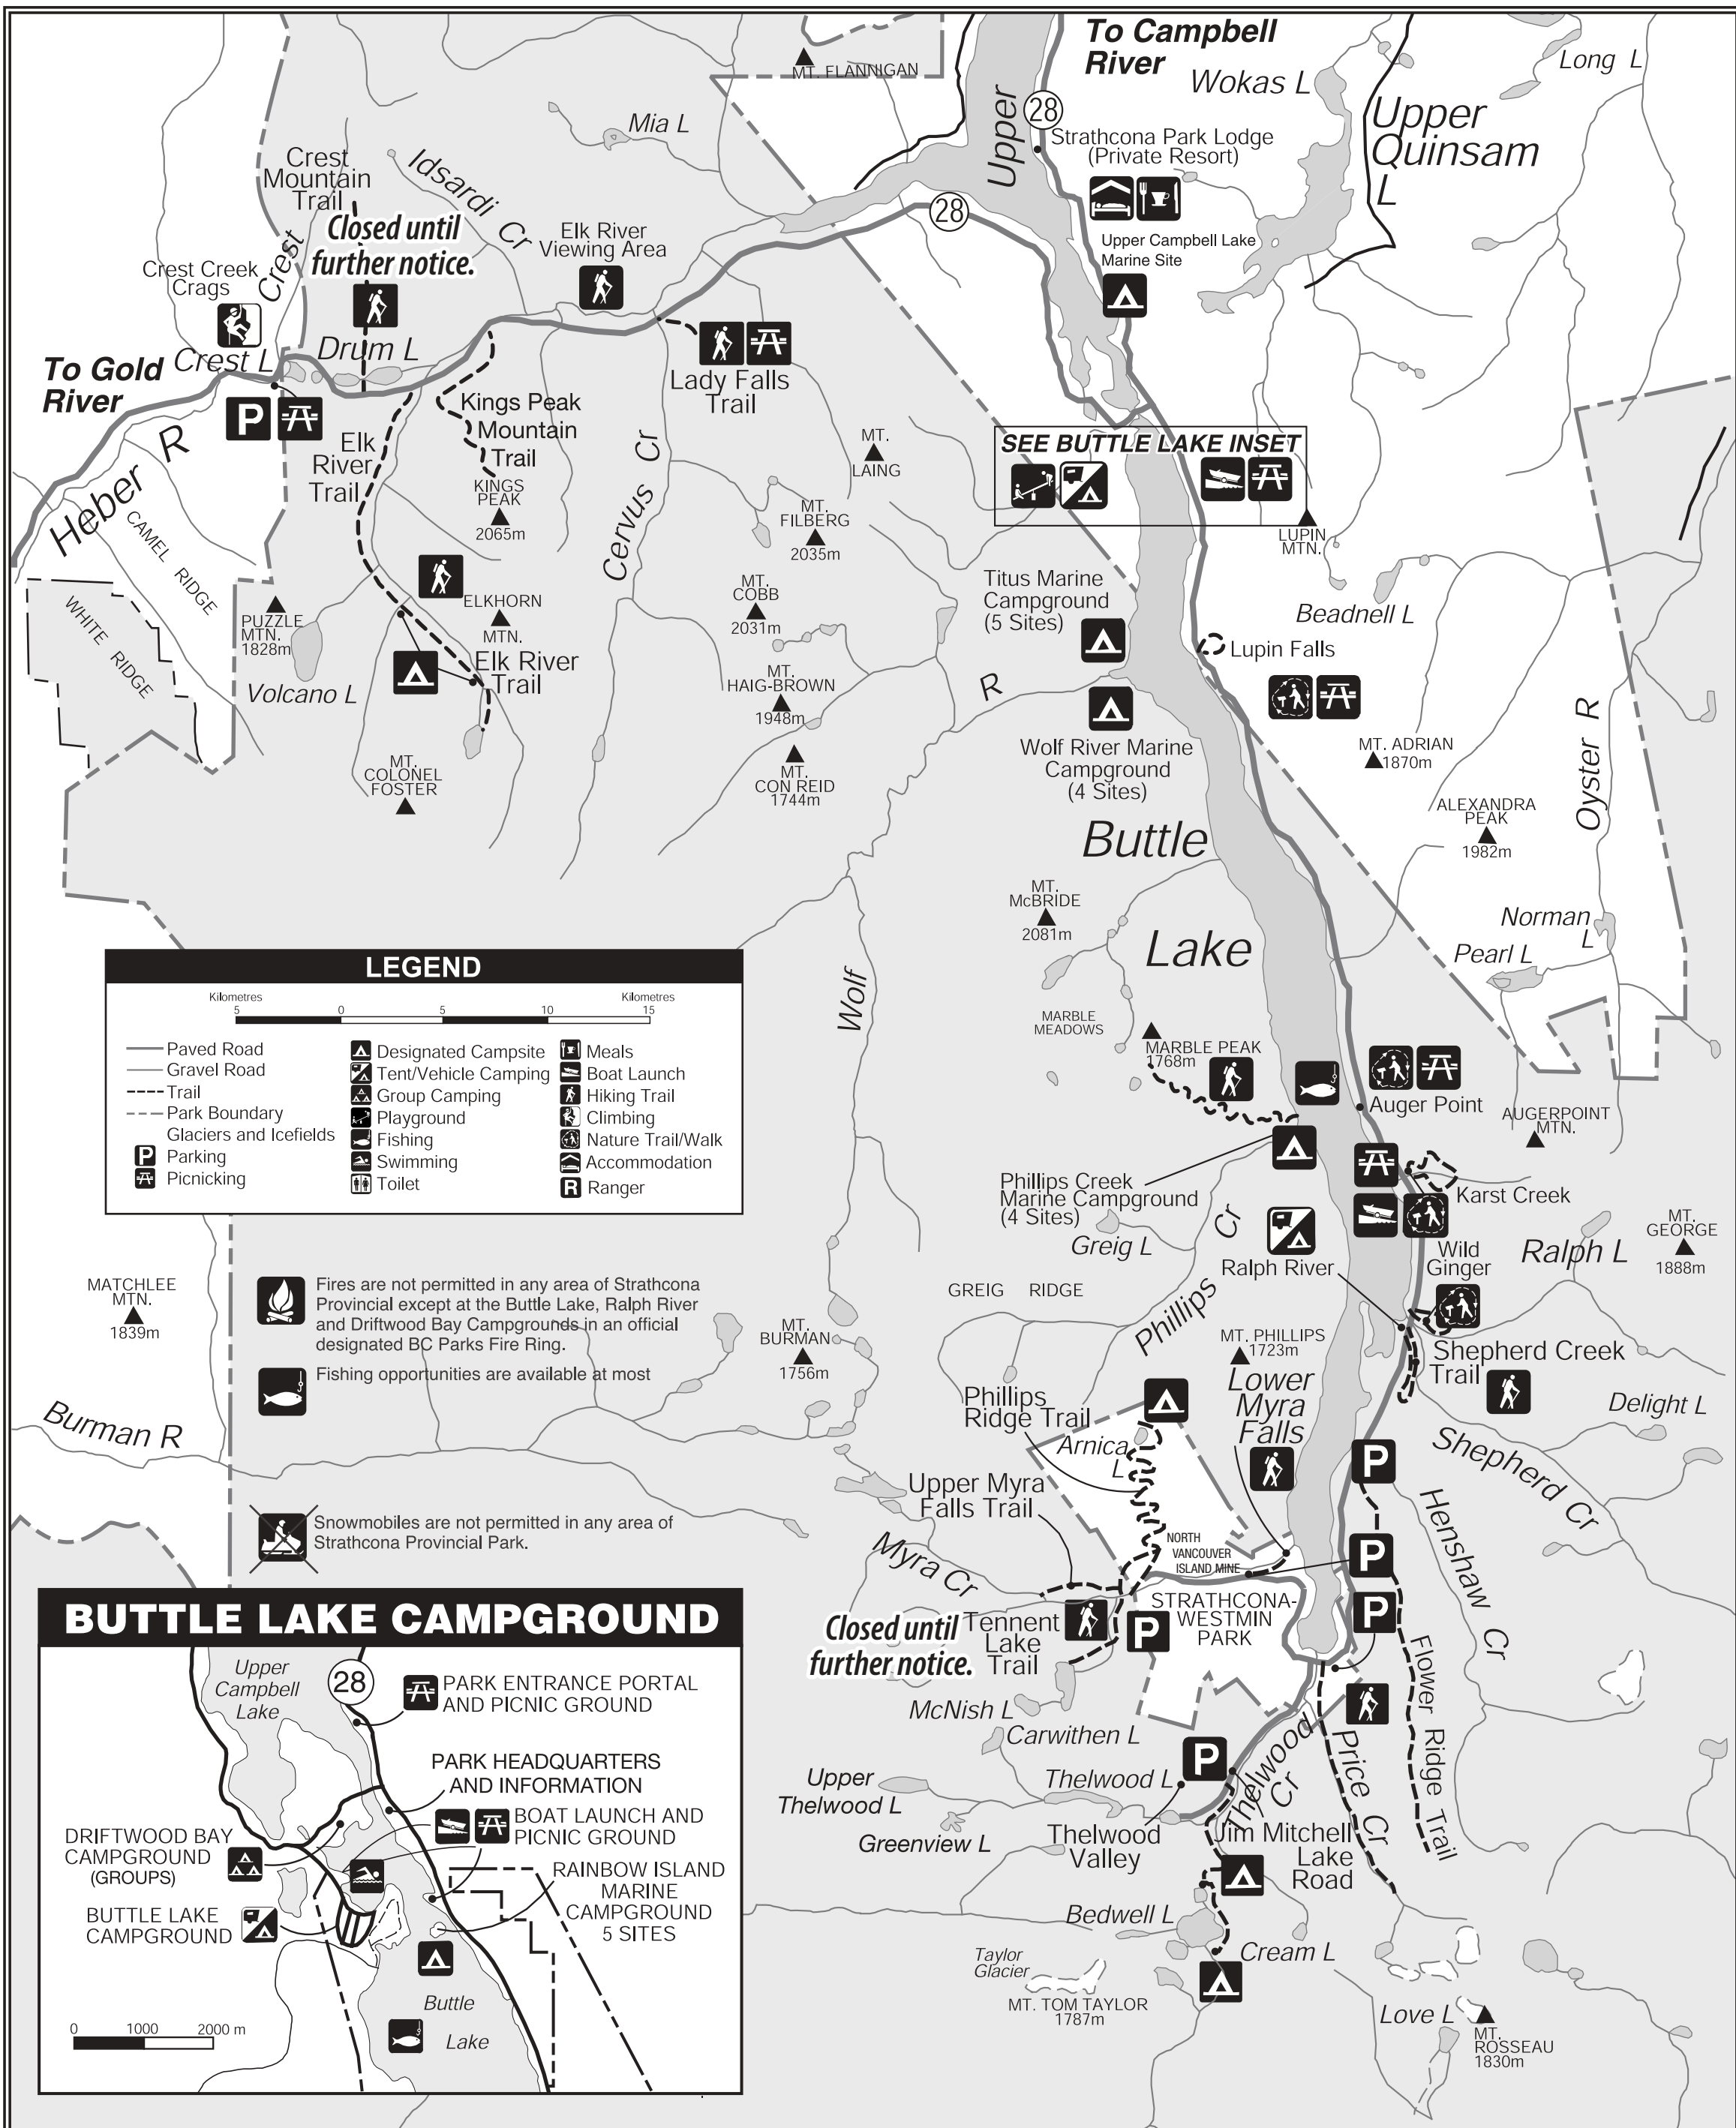 To Campbell
River
MT. FLANNIGAN
Long L
Wokas L
Upper
Quinsam
L
Upper
28
Strathcona Park Lodge
(Private Resort)
Mia L
Idsardi Cr
Crest
Mountain
Trail
Closed until
further notice.
Elk River
Viewing Area
28
Upper Campbell Lake
Marine Site
Crest Creek
Crags
Crest
Crest L
Drum L
To Gold
River
P
Lady Falls
Trail
Kings Peak
Mountain
Trail
KINGS
PEAK
2065m
Elk
River
Trail
Heber R
CAMEL RIDGE
WHITE RIDGE
Cervus Cr
MT.
LAING
MT.
FILBERG
2035m
SEE BUTTLE LAKE INSET
LUPIN
MTN.
PUZZLE
MTN.
1828m
Volcano L
ELKHORN
MTN.
Elk River
Trail
MT.
COBB
2031m
MT.
HAIG-BROWN
1948m
MT.
CON REID
1744m
MT.
COLONEL
FOSTER
Titus Marine
Campground
(5 Sites)
Beadnell L
Lupin Falls
R
Wolf River Marine
Campground
(4 Sites)
MT. ADRIAN
1870m
Oyster R
ALEXANDRA
PEAK
1982m
Buttle
Lake
MT.
McBRIDE
2081m
Norman
L
Pearl L
Wolf
MARBLE
MEADOWS
MARBLE PEAK
1768m
Auger Point
AUGERPOINT
MTN.
LEGEND
Kilometres
Kilometres
5 0 5 10 15
Paved Road
Gravel Road
Trail
Park Boundary
Glaciers and Icefields
P Parking
Picnicking
Designated Campsite
Tent/Vehicle Camping
Group Camping
Playground
Fishing
Swimming
Toilet
Meals
Boat Launch
Hiking Trail
Climbing
Nature Trail/Walk
Accommodation
R Ranger
Phillips Creek
Marine Campground
(4 Sites)
Greig L
Phillips Cr
Karst Creek
Ralph River
Wild
Ginger
Ralph L
MT.
GEORGE
1888m
GREIG RIDGE
MATCHLEE
MTN.
1839m
Fires are not permitted in any area of Strathcona
Provincial except at the Buttle Lake, Ralph River
and Driftwood Bay Campgrounds in an official
designated BC Parks Fire Ring.
Fishing opportunities are available at most
MT.
BURMAN
1756m
MT. PHILLIPS
1723m
Shepherd Creek
Trail
Delight L
Shepherd Cr
Burman R
Phillips
Ridge Trail
Arnica
L
Lower
Myra
Falls
P
Henshaw Cr
Upper Myra
Falls Trail
Snowmobiles are not permitted in any area of
Strathcona Provincial Park.
Myra Cr
NORTH
VANCOUVER
ISLAND MINE
P
STRATHCONA-
WESTMIN
PARK
P
P
Closed until
further notice.
Tennent
Lake
Trail
McNish L
Flower Ridge Trail
Carwithen L
Thelwood Cr
Price Cr
P
Upper
Thelwood L
Thelwood L
Greenview L
Thelwood
Valley
Jim Mitchell
Lake
Road
Bedwell L
Cream L
Taylor
Glacier
MT. TOM TAYLOR
1787m
Love L
MT.
ROSSEAU
1830m
BUTTLE LAKE CAMPGROUND
Upper
Campbell
Lake
28
PARK ENTRANCE PORTAL
AND PICNIC GROUND
PARK HEADQUARTERS
AND INFORMATION
BOAT LAUNCH AND
PICNIC GROUND
DRIFTWOOD BAY
CAMPGROUND
(GROUPS)
RAINBOW ISLAND
MARINE
CAMPGROUND
5 SITES
BUTTLE LAKE
CAMPGROUND
Buttle
Lake
0 1000 2000 m